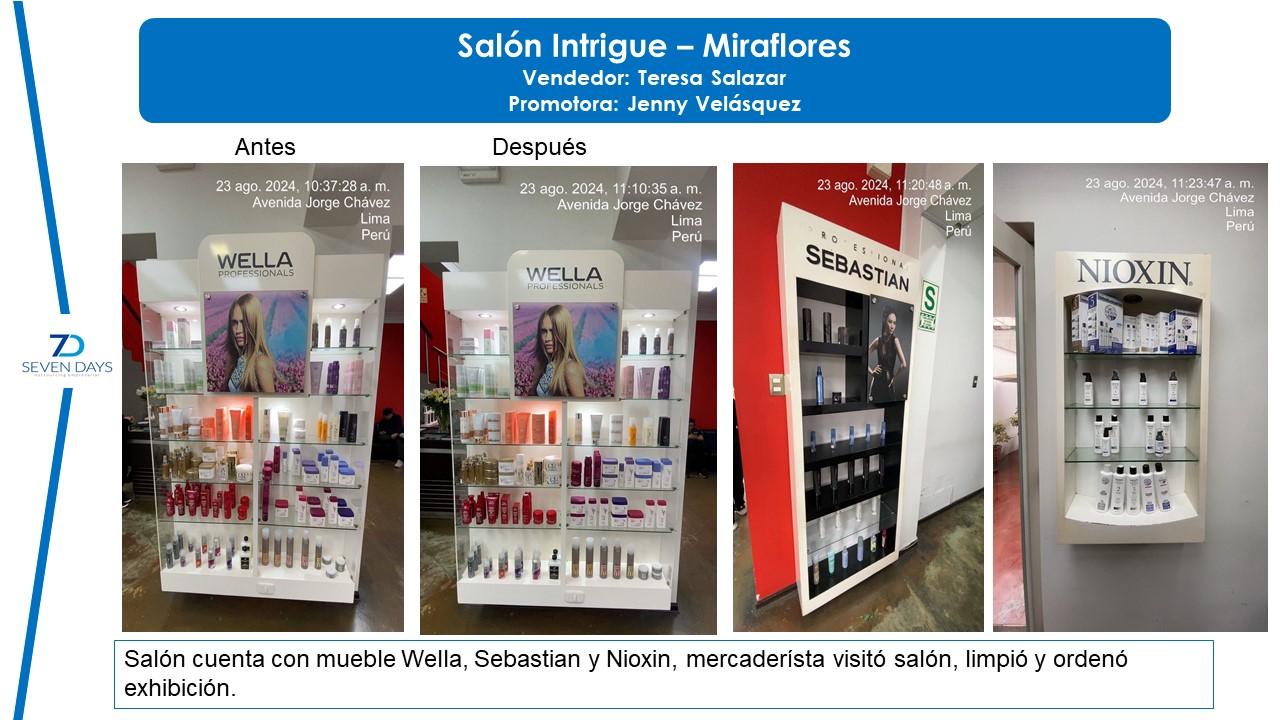 Salón Intrigue – Miraflores
Vendedor: Teresa Salazar
Promotora: Jenny Velásquez
Antes
Después
23 ago. 2024, 10:37:28 a. m.
Avenida Jorge Chávez
Lima
Perú
WELLA
PROFESSIONALS
23 ago. 2024, 11:10:35 a. m.
Avenida Jorge Chávez
Lima
Perú
WELLA
PROFESSIONALS
23 ago. 2024, 11:20:48 a. m.
Avenida Jorge Chávez
Lima
Perú
SEBASTIAN
S
23 ago. 2024, 11:23:47 a. m.
Avenida Jorge Chávez
Lima
Perú
NIOXIN
7D
SEVEN DAYS
Salón cuenta con mueble Wella, Sebastian y Nioxin, mercaderísta visitó salón, limpió y ordenó
exhibición.